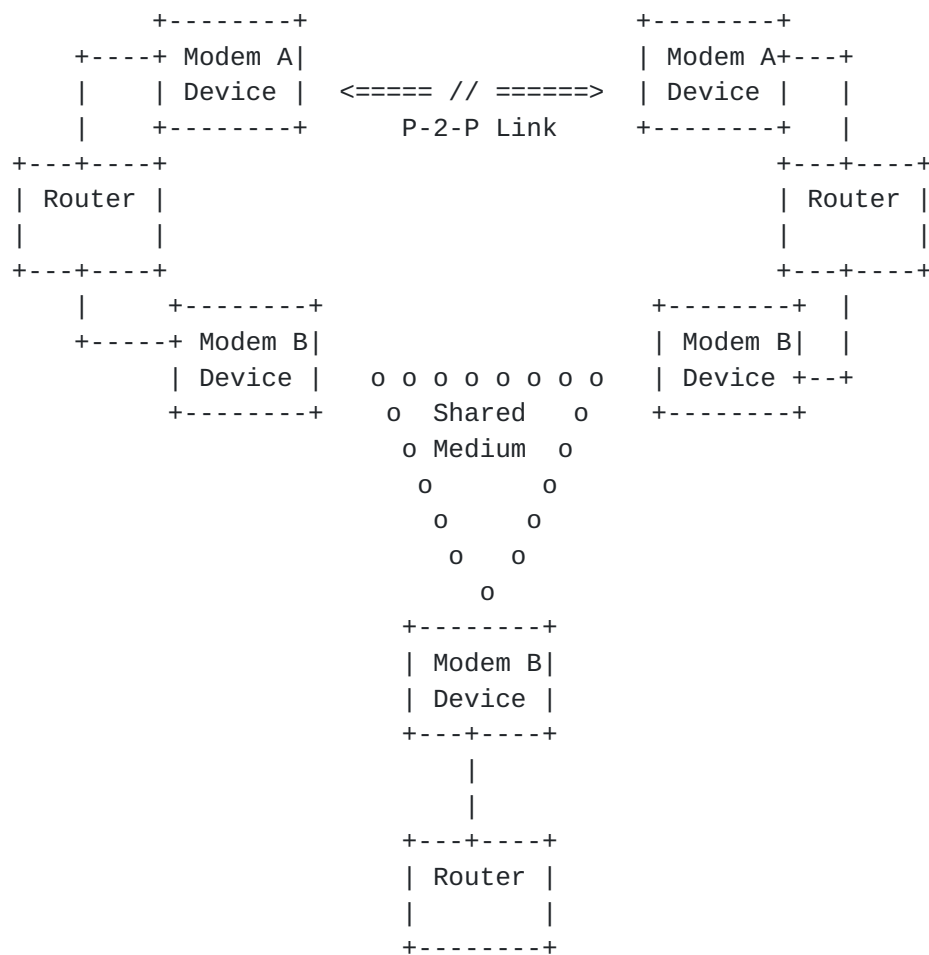 Modem A Modem A
Device <===== // ======> Device
P-2-P Link
Router Router
Modem B Modem B
Device o o o o o o o o Device
o Shared o
o Medium o
o o
o o
o o
o
Modem B
Device
Router